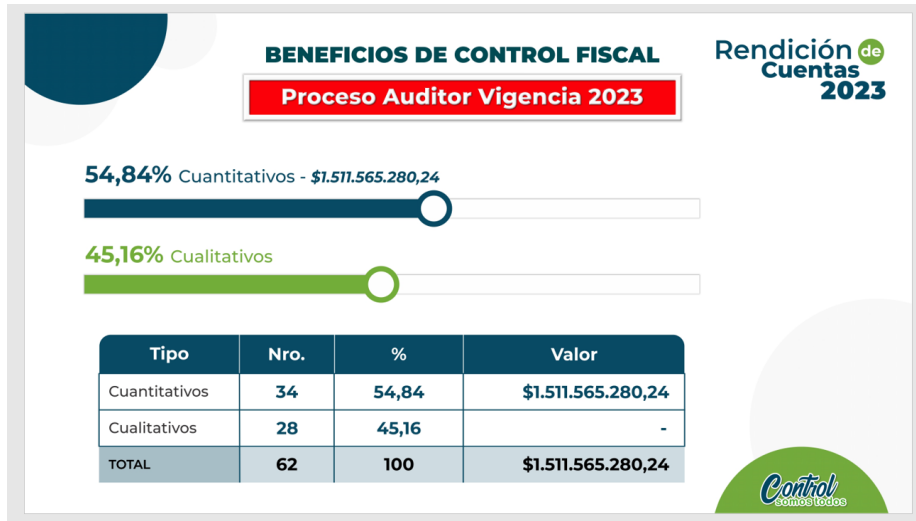 BENEFICIOS DE CONTROL FISCAL
Proceso Auditor Vigencia 2023
Rendición de
Cuentas
2023
54,84% Cuantitativos - $1.511.565.280,24
45,16% Cualitativos
Tipo Nro. % Valor
Cuantitativos 34 54,84 $1.511.565.280,24
Cualitativos 28 45,16 -
TOTAL 62 100 $1.511.565.280,24
Control
somos todos